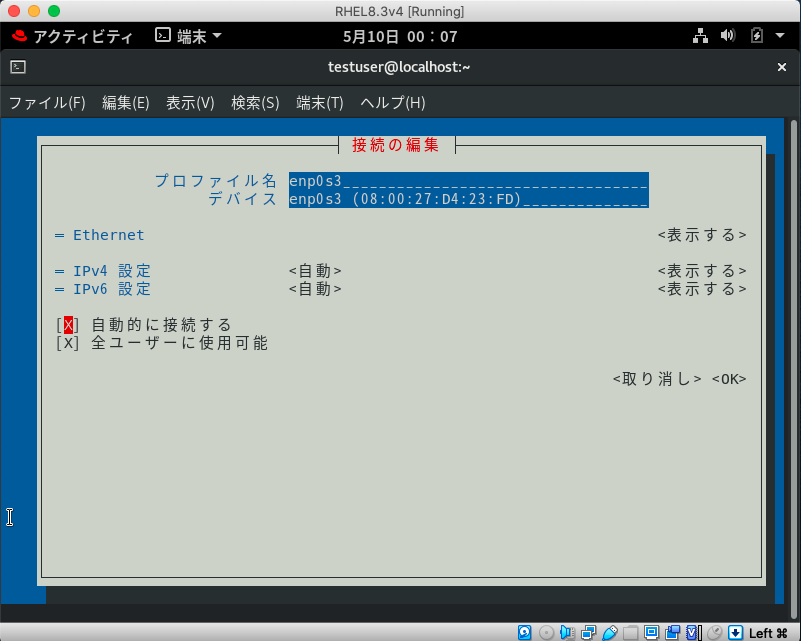 RHEL8.3v4 [Running]
アクティビティ 端末 5月10日 00：07
testuser@localhost:~ ×
ファイル(F) 編集(E) 表示(V) 検索(S) 端末(T) ヘルプ(H)
接続の編集
プロファイル名 enp0s3__________________________________
デバイス enp0s3 (08:00:27:D4:23:FD)______________
= Ethernet <表示する>
= IPv4 設定 <自動> <表示する>
= IPv6 設定 <自動> <表示する>
[X] 自動的に接続する
[X] 全ユーザーに使用可能
<取り消し> <OK>
Left ⌘